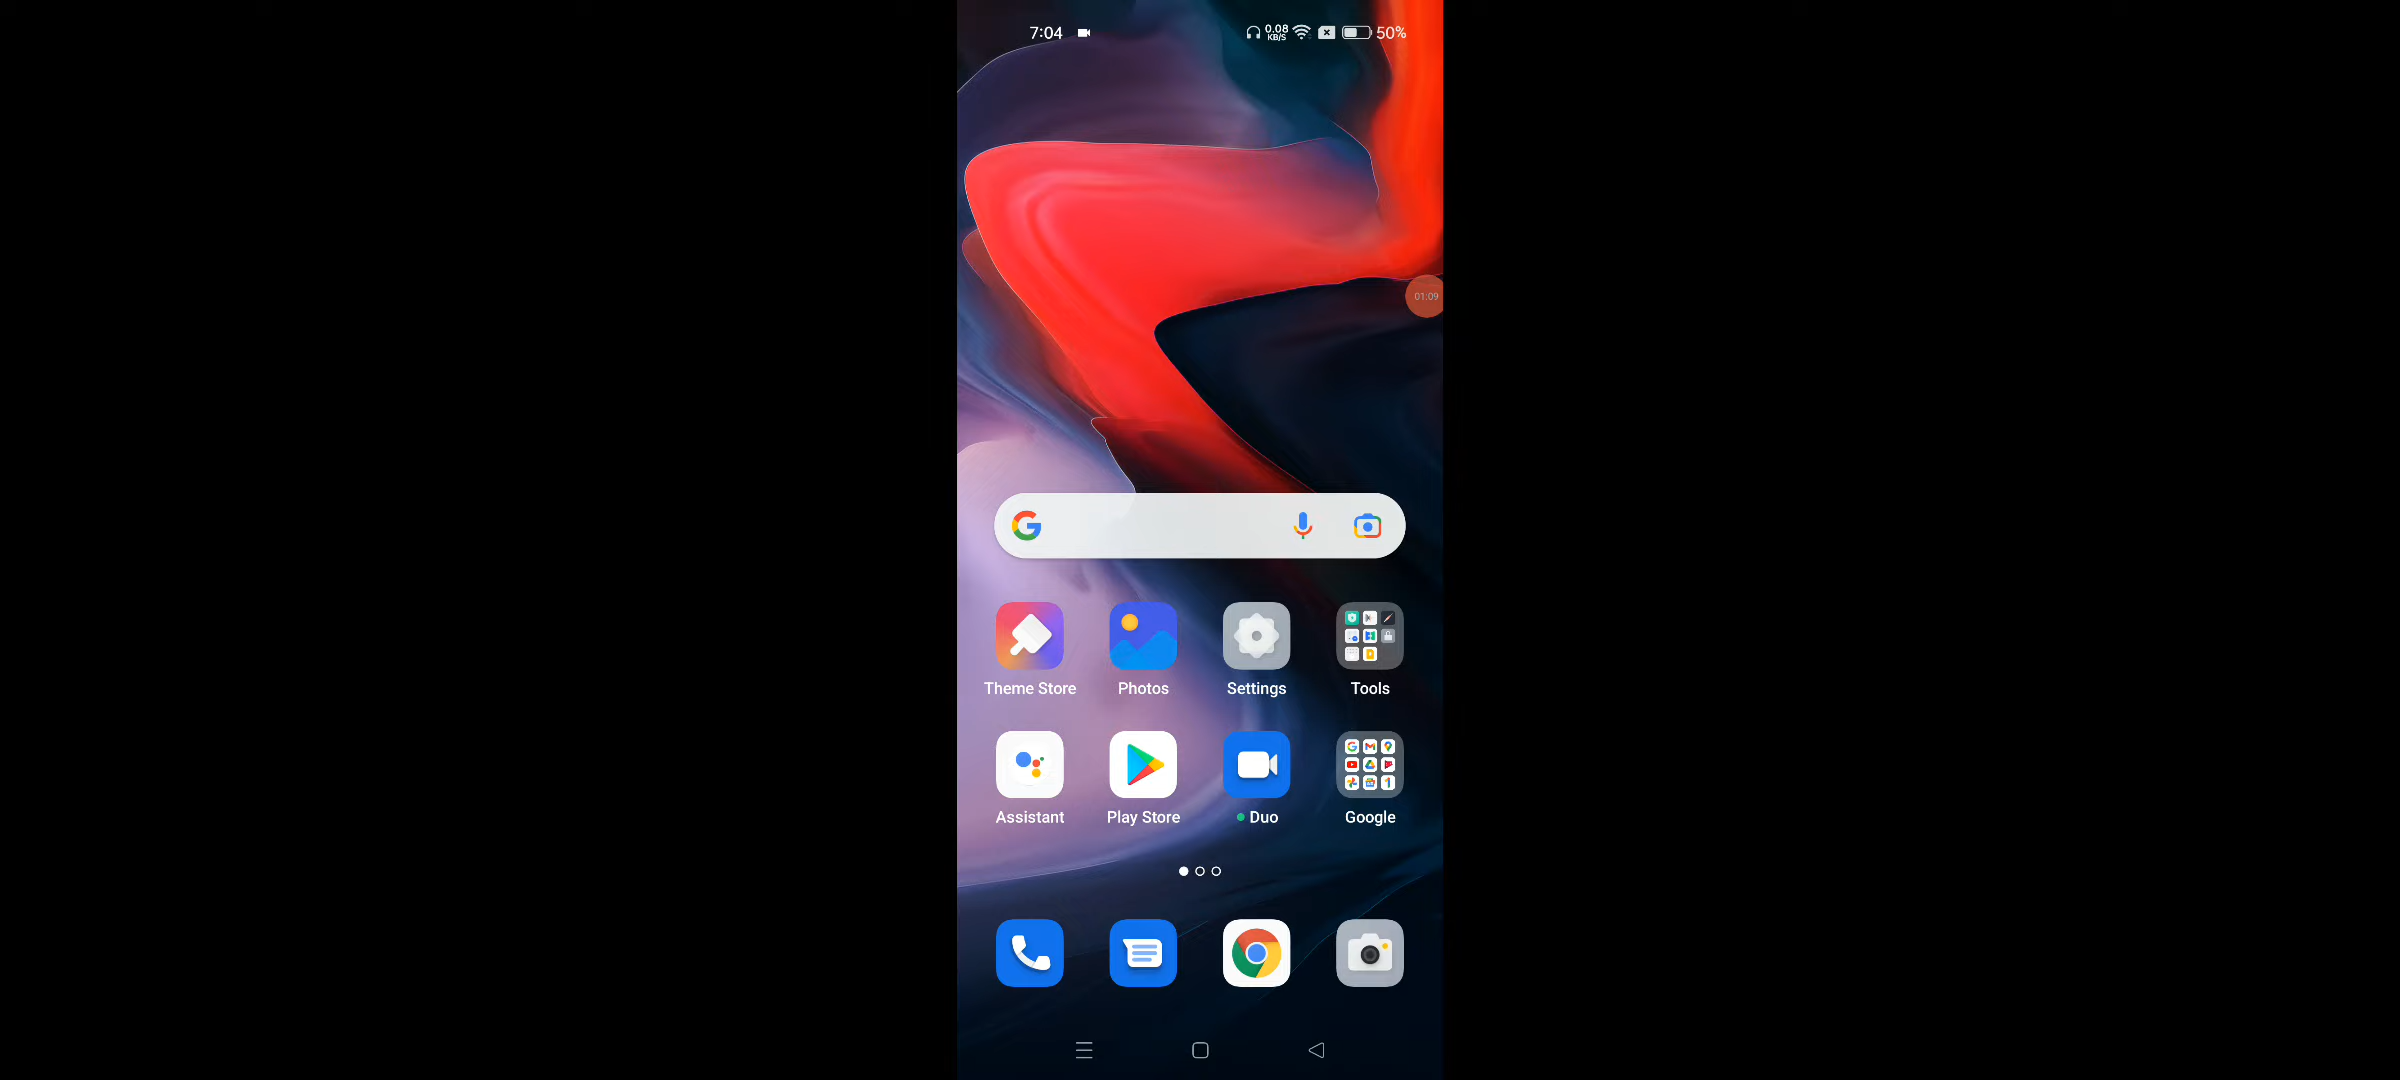 7:04 0.08 KB/S 50%
01:09
Theme Store Photos Settings Tools
Assistant Play Store Duo Google